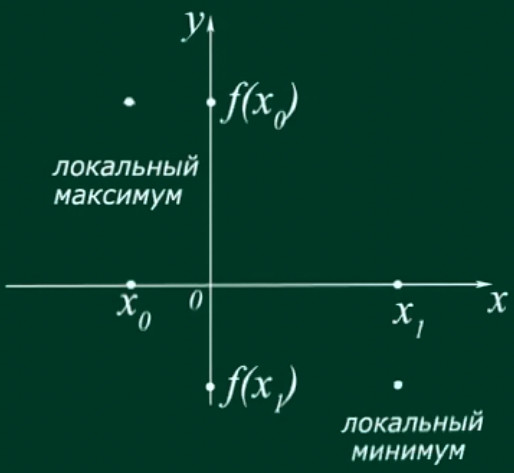 y
f(x₀)
локальный
максимум
x₀
0
x₁
x
f(x₁)
локальный
минимум